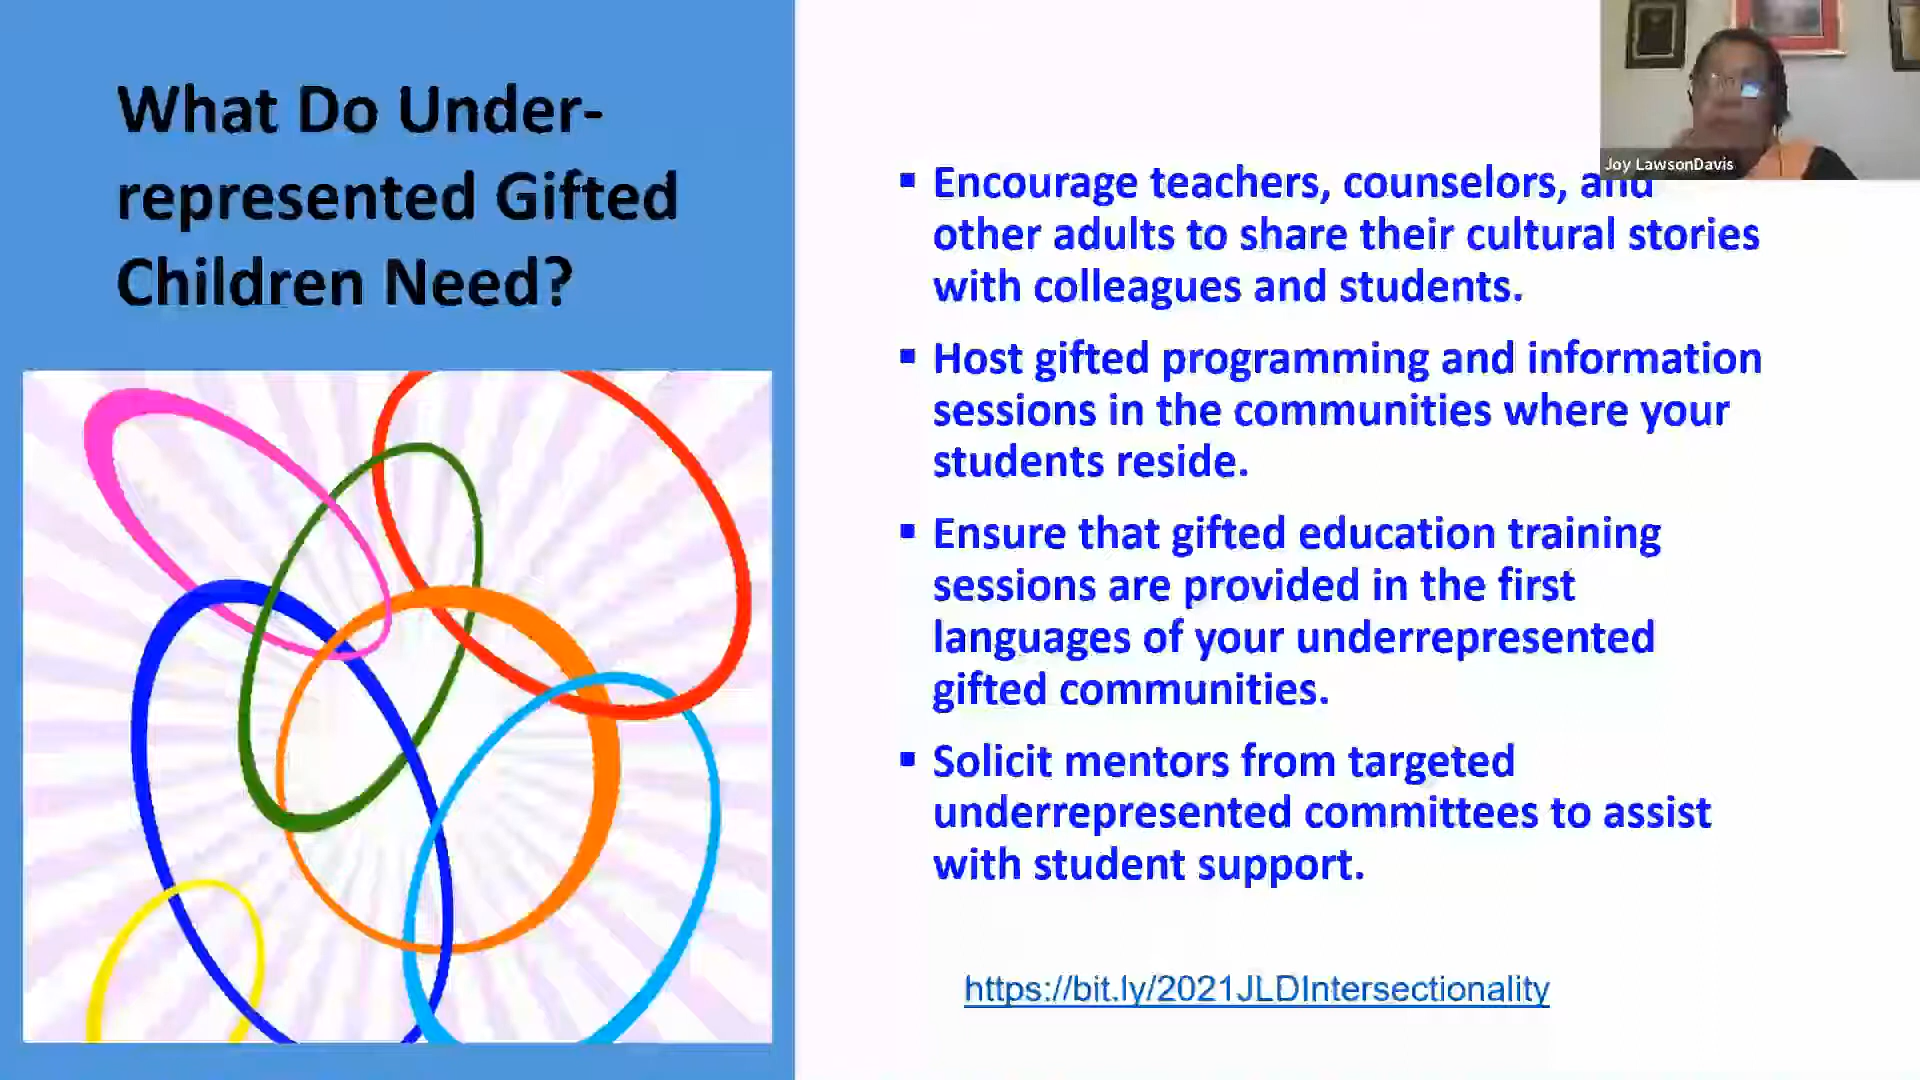 What Do Under-
represented Gifted
Children Need?
Joy LawsonDavis
▪ Encourage teachers, counselors, and
other adults to share their cultural stories
with colleagues and students.
▪ Host gifted programming and information
sessions in the communities where your
students reside.
▪ Ensure that gifted education training
sessions are provided in the first
languages of your underrepresented
gifted communities.
▪ Solicit mentors from targeted
underrepresented committees to assist
with student support.
https://bit.ly/2021JLDIntersectionality